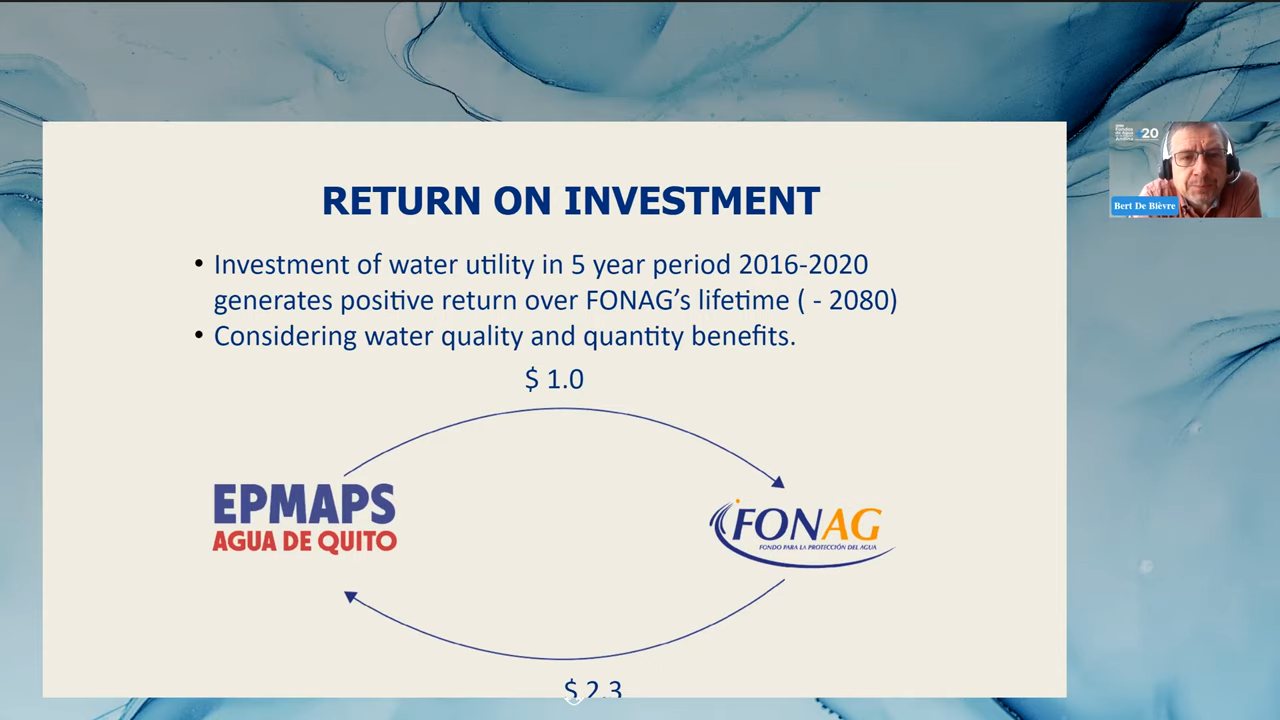 RETURN ON INVESTMENT
• Investment of water utility in 5 year period 2016-2020
generates positive return over FONAG’s lifetime ( - 2080)
• Considering water quality and quantity benefits.
$ 1.0
EPMAPS
AGUA DE QUITO
FONAG
FONDO PARA LA PROTECCIÓN DEL AGUA
$ 2.3
20
Bert De Bièvre